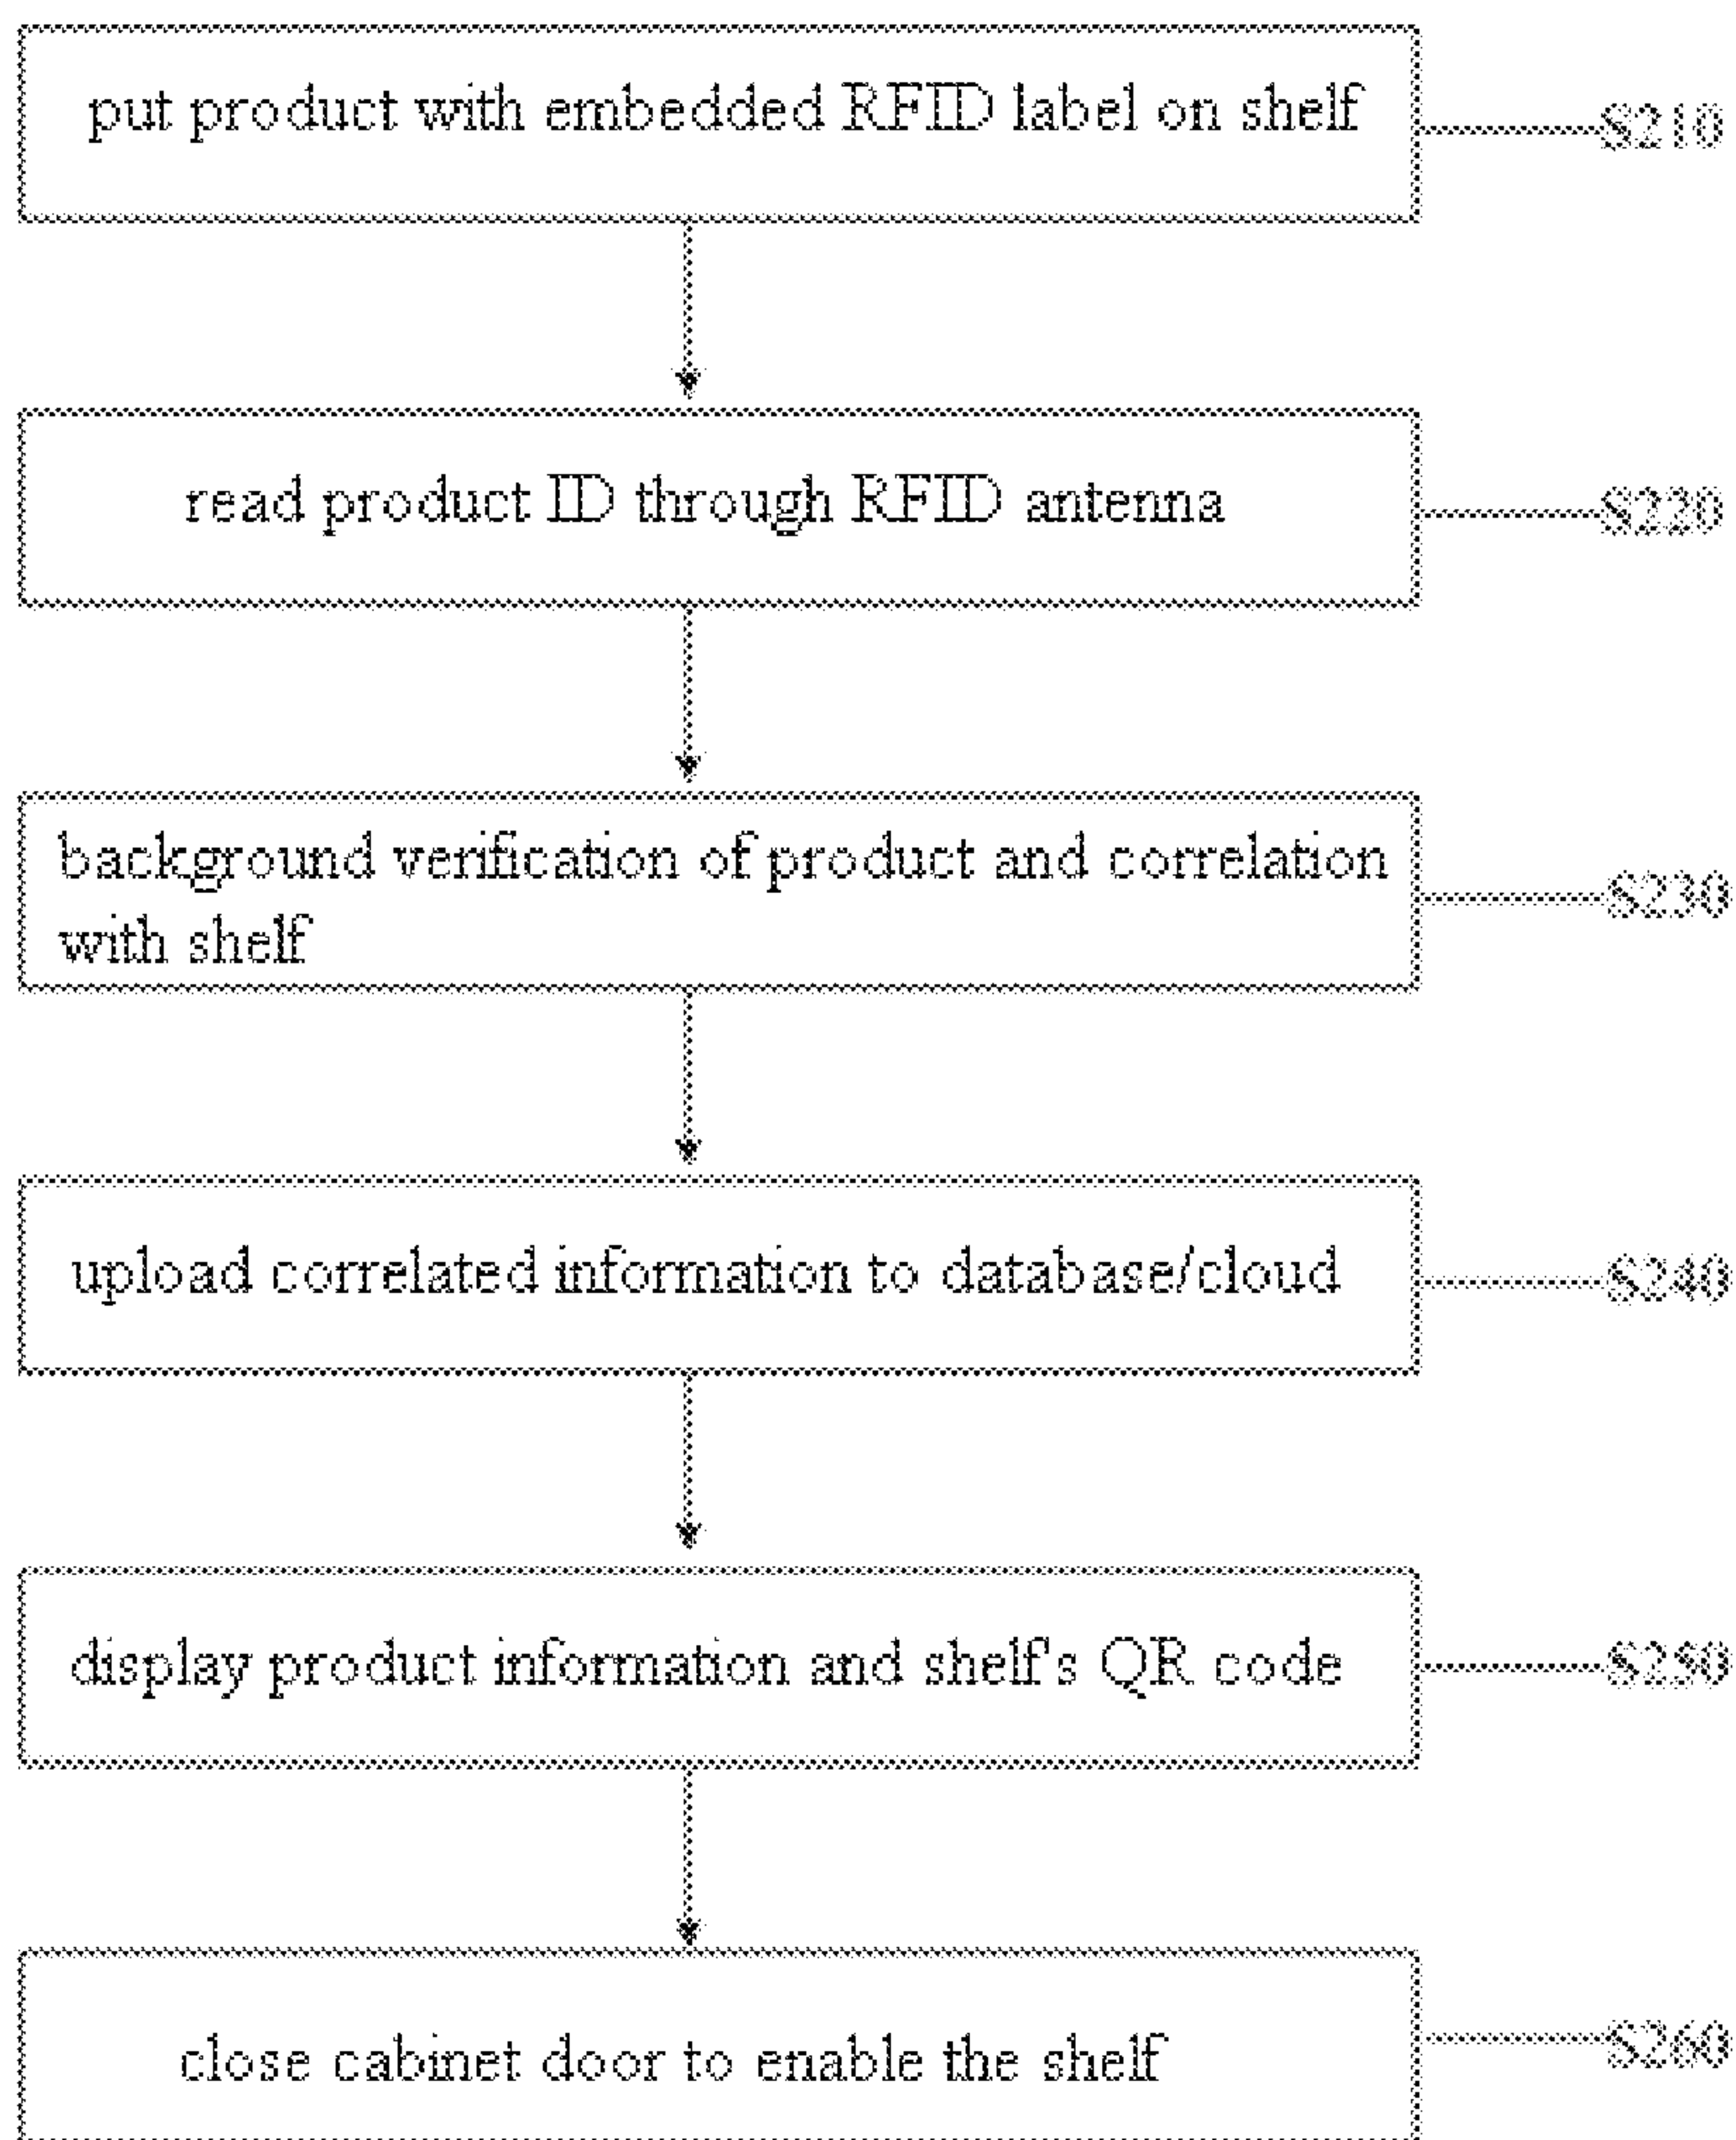 put product with embedded RFID label on shelf
S210
read product ID through RFID antenna
S220
background verification of product and correlation
with shelf
S230
upload correlated information to database/cloud
S240
display product information and shelf's QR code
S250
close cabinet door to enable the shelf
S260